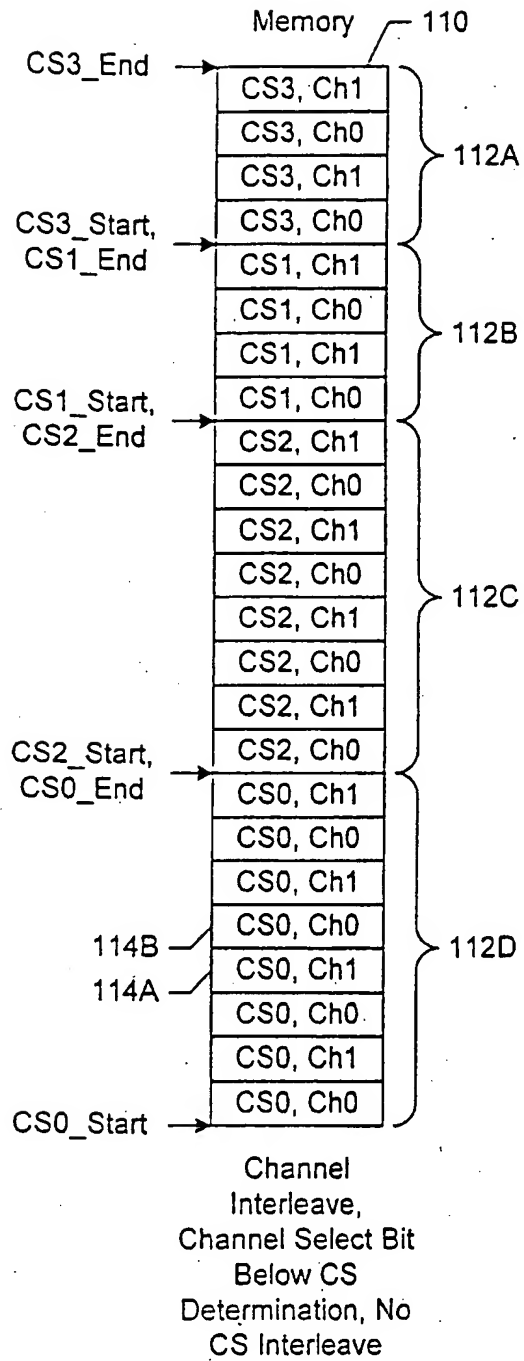 Memory 110
CS3_End
CS3, Ch1
CS3, Ch0
112A
CS3, Ch1
CS3, Ch0
CS3_Start,
CS1_End
CS1, Ch1
CS1, Ch0
112B
CS1, Ch1
CS1, Ch0
CS1_Start,
CS2_End
CS2, Ch1
CS2, Ch0
CS2, Ch1
CS2, Ch0
112C
CS2, Ch1
CS2, Ch0
CS2, Ch1
CS2, Ch0
CS2_Start,
CS0_End
CS0, Ch1
CS0, Ch0
CS0, Ch1
CS0, Ch0
114B
112D
114A
CS0, Ch1
CS0, Ch0
CS0, Ch1
CS0, Ch0
CS0_Start
Channel
Interleave,
Channel Select Bit
Below CS
Determination, No
CS Interleave